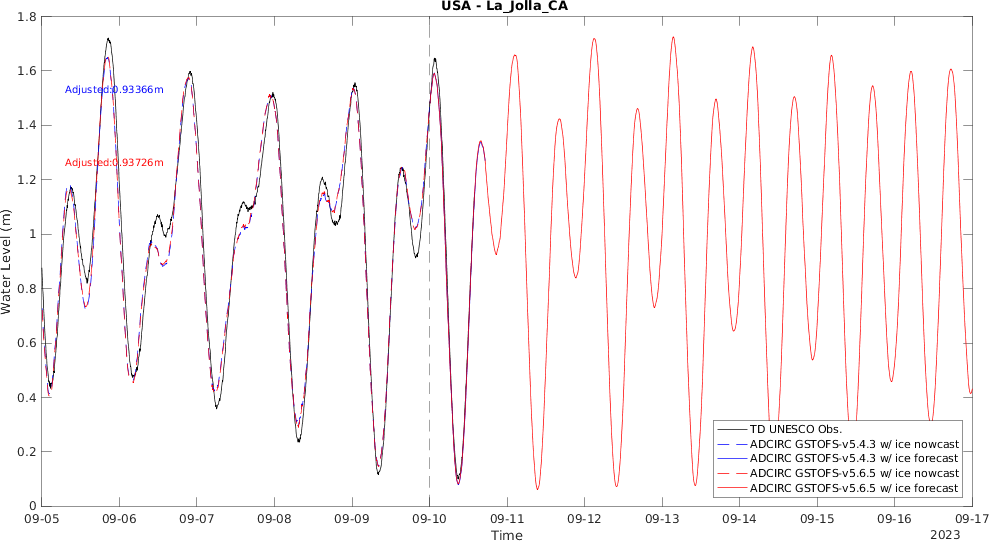 USA - La_Jolla_CA
1.8
1.6
Adjusted:0.93366m
1.4
Adjusted:0.93726m
1.2
1
0.8
0.6
0.4
0.2
0
Water Level (m)
TD UNESCO Obs.
ADCIRC GSTOFS-v5.4.3 w/ ice nowcast
ADCIRC GSTOFS-v5.4.3 w/ ice forecast
ADCIRC GSTOFS-v5.6.5 w/ ice nowcast
ADCIRC GSTOFS-v5.6.5 w/ ice forecast
09-05 09-06 09-07 09-08 09-09 09-10 09-11 09-12 09-13 09-14 09-15 09-16 09-17
Time
2023